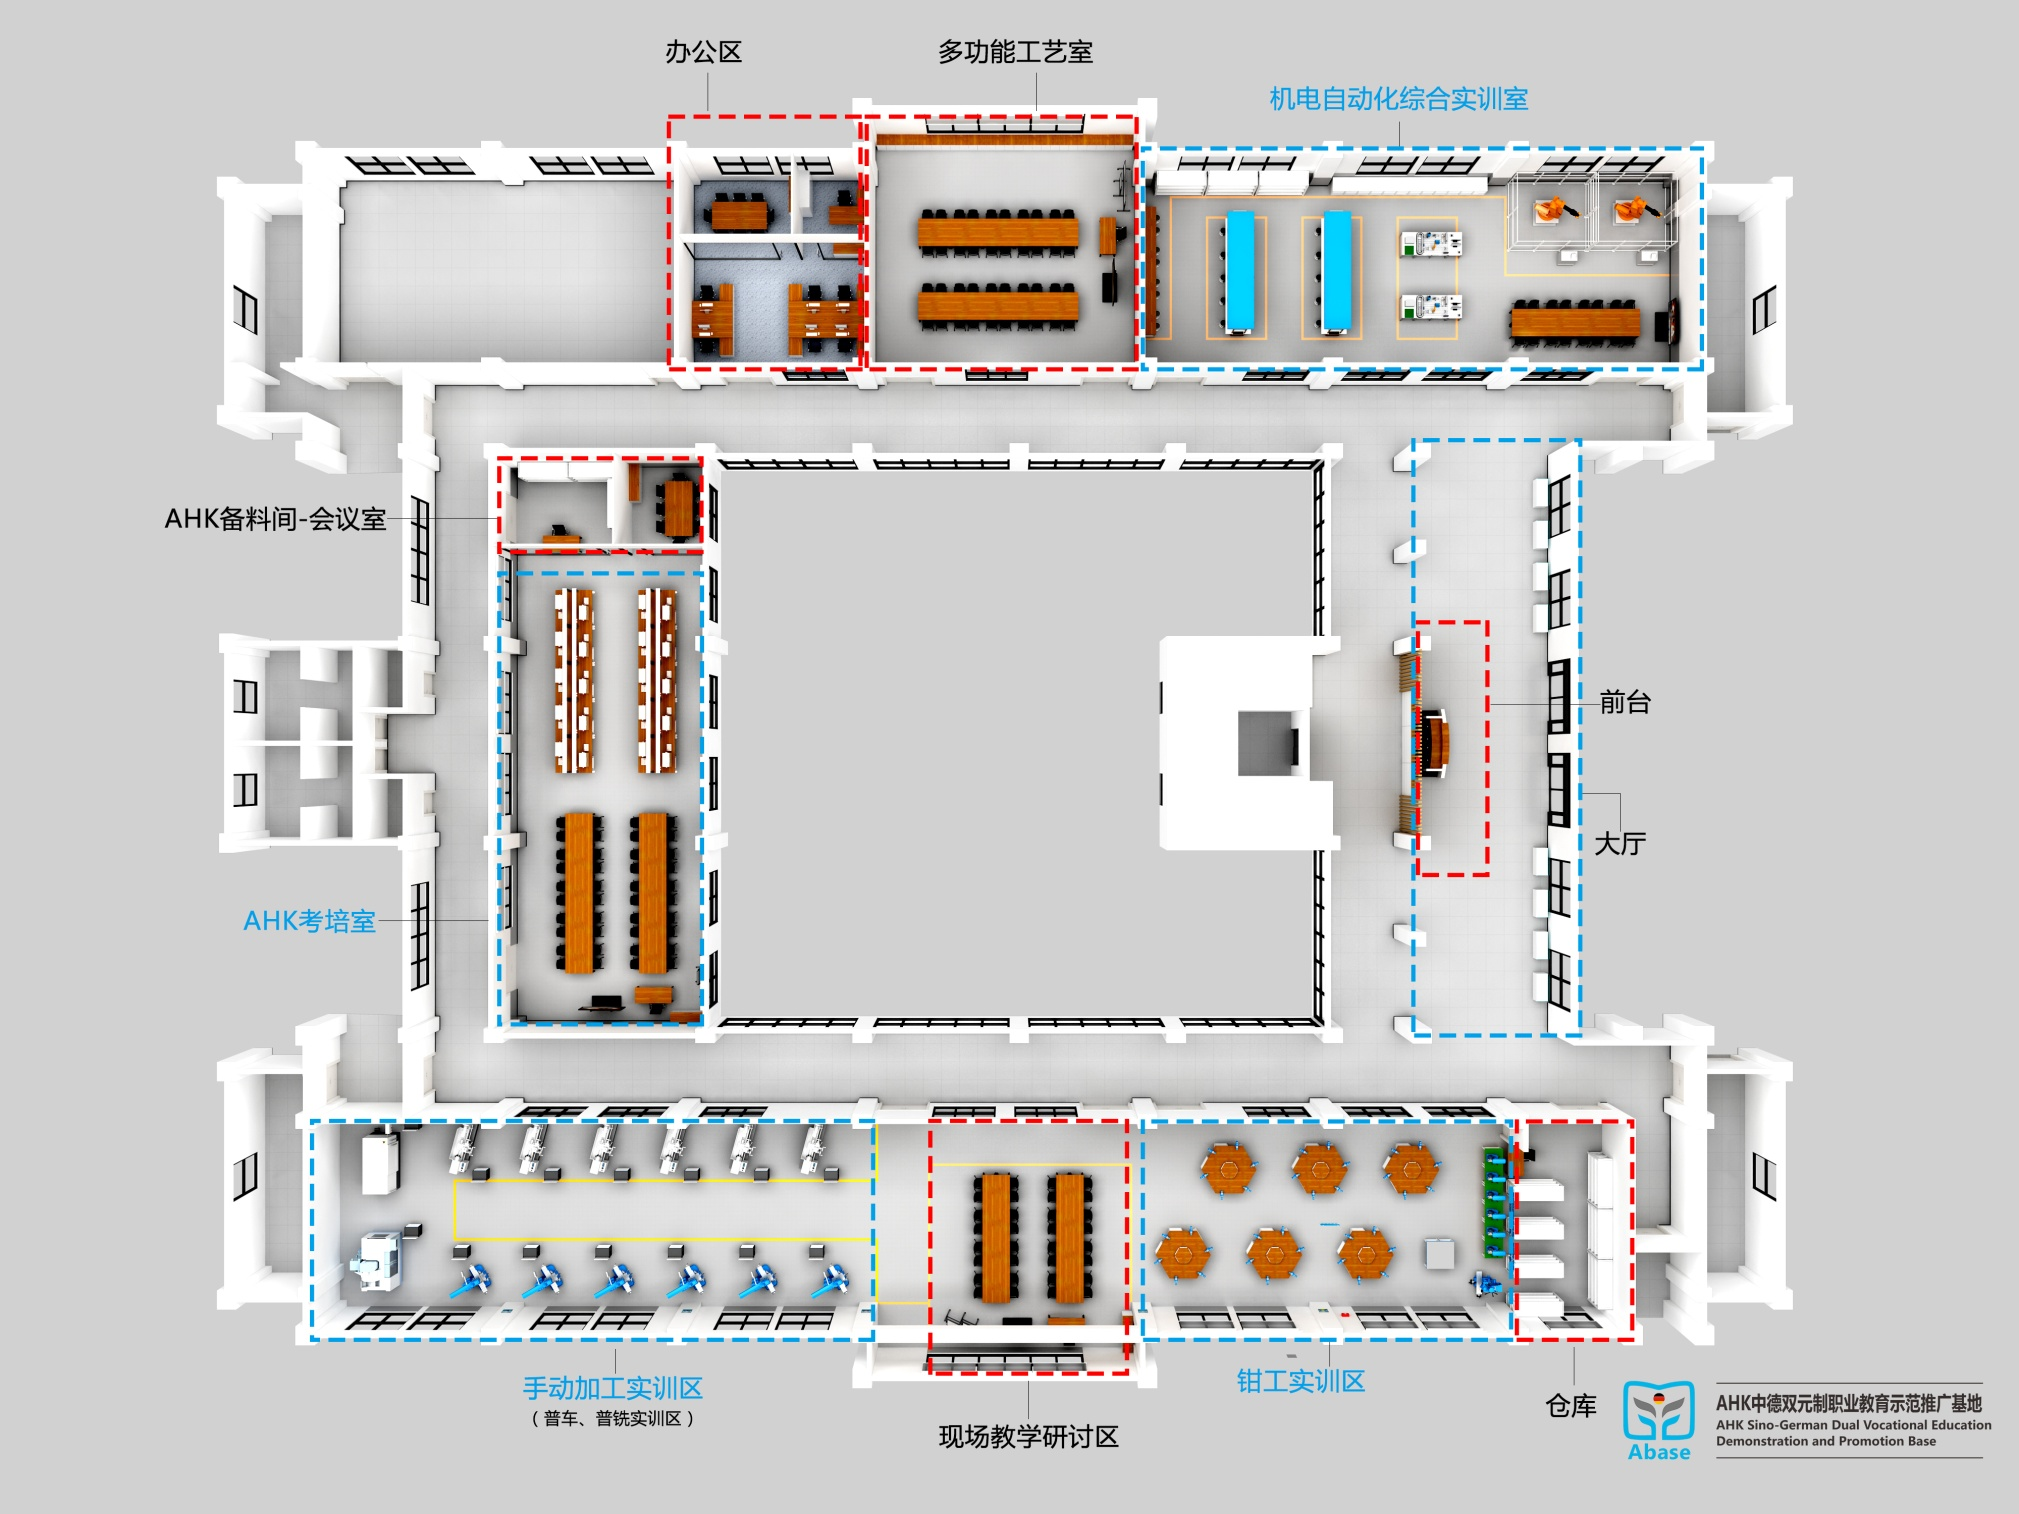 办公区
多功能工艺室
机电自动化综合实训室
AHK备料间-会议室
前台
大厅
AHK考培室
手动加工实训区
（普车、普铣实训区）
现场教学研讨区
钳工实训区
仓库
Abase
AHK中德双元制职业教育示范推广基地
AHK Sino-German Dual Vocational Education
Demonstration and Promotion Base